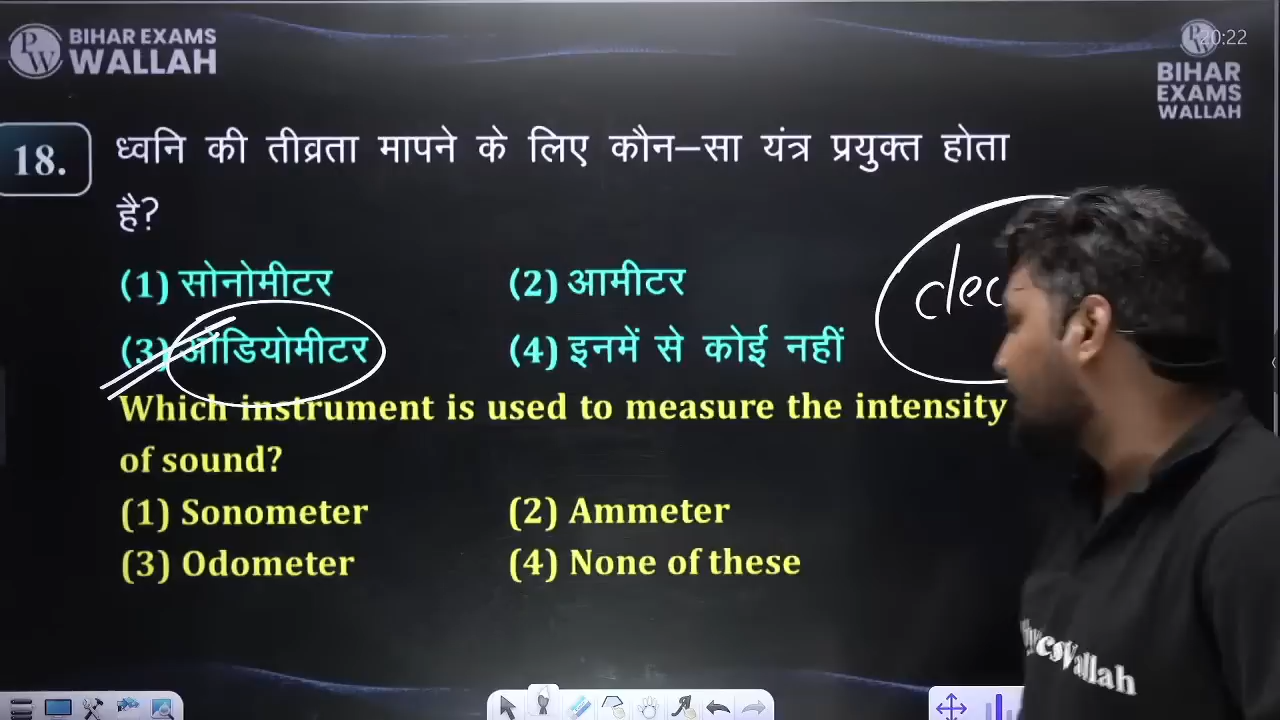 PW BIHAR EXAMS WALLAH
20:22
BIHAR EXAMS WALLAH
18. ध्वनि की तीव्रता मापने के लिए कौन–सा यंत्र प्रयुक्त होता
है?
(1) सोनोमीटर (2) आमीटर
(3) ऑडियोमीटर (4) इनमें से कोई नहीं
Which instrument is used to measure the intensity
of sound?
(1) Sonometer (2) Ammeter
(3) Odometer (4) None of these